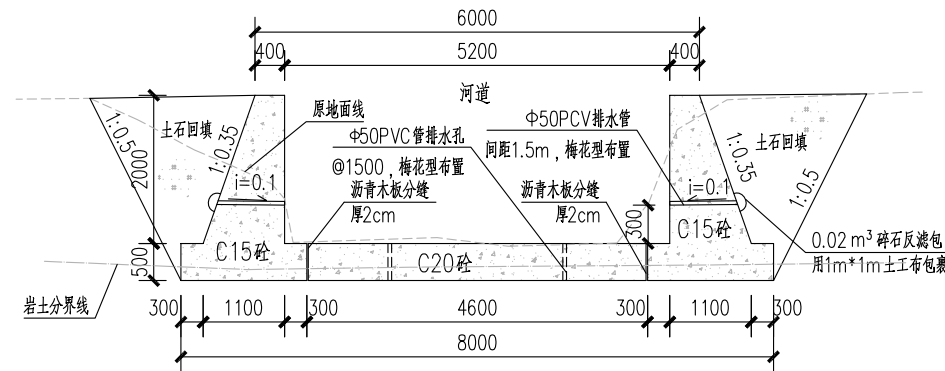 6000
400
5200
400
河道
原地面线
土石回填
1:0.5
1:0.35
2000
Φ50PVC管排水孔
@1500，梅花型布置
沥青木板分缝
厚2cm
Φ50PCV排水管
间距1.5m，梅花型布置
沥青木板分缝
厚2cm
土石回填
1:0.35
1:0.5
i=0.1
i=0.1
300
C15砼
C15砼
C20砼
500
0.02m³碎石反滤包
用1m*1m土工布包裹
岩土分界线
300
1100
300
4600
300
1100
300
8000